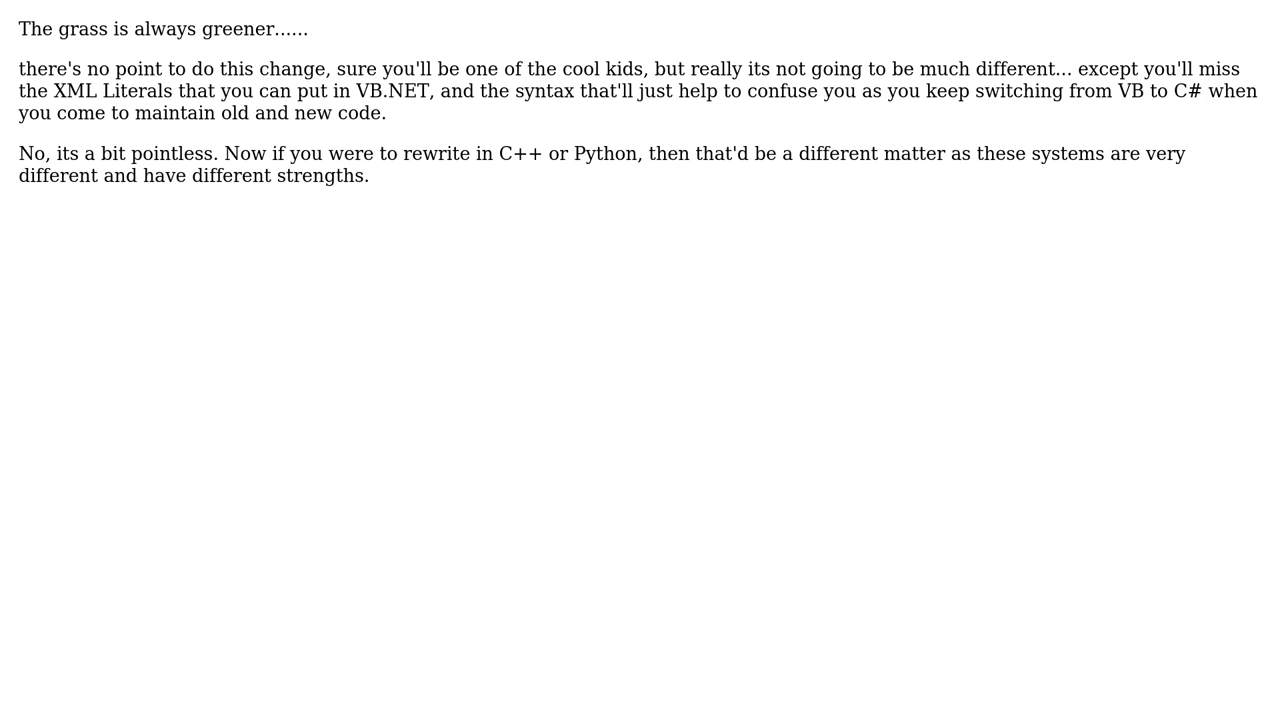 The grass is always greener......
there's no point to do this change, sure you'll be one of the cool kids, but really its not going to be much different... except you'll miss
the XML Literals that you can put in VB.NET, and the syntax that'll just help to confuse you as you keep switching from VB to C# when
you come to maintain old and new code.
No, its a bit pointless. Now if you were to rewrite in C++ or Python, then that'd be a different matter as these systems are very
different and have different strengths.